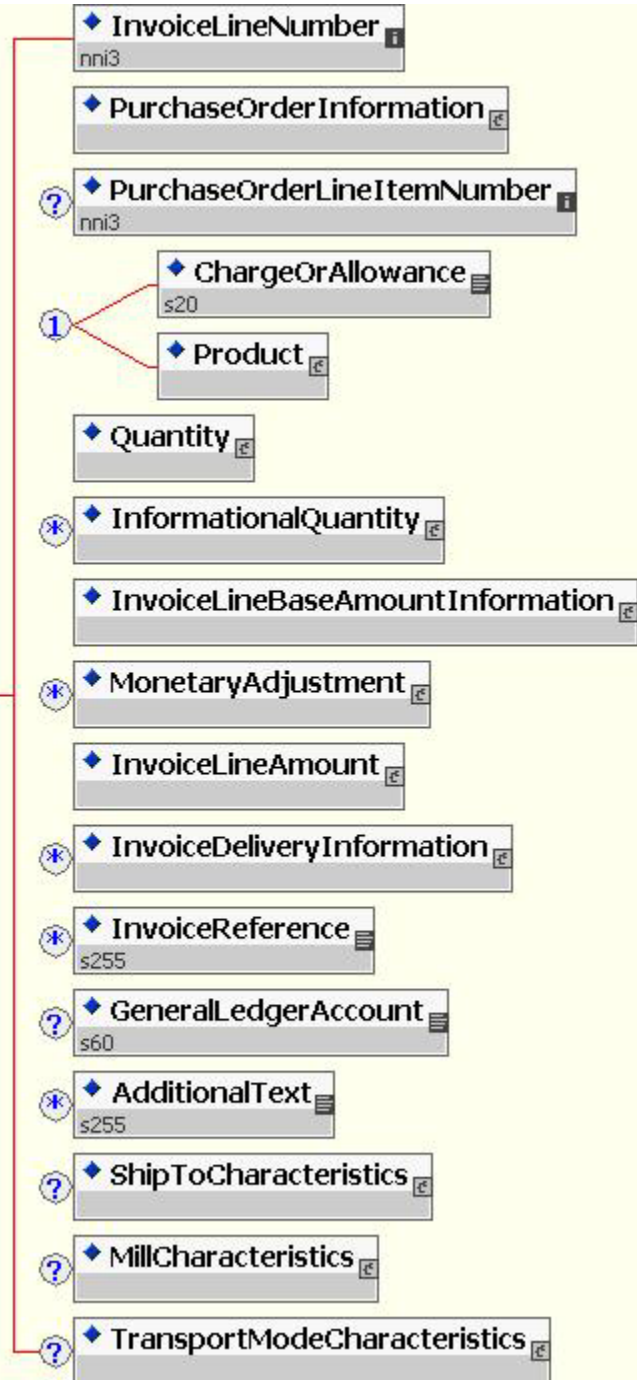 InvoiceLineNumber
nni3
PurchaseOrderInformation
?
PurchaseOrderLineItemNumber
nni3
ChargeOrAllowance
s20
1
Product
Quantity
*
InformationalQuantity
InvoiceLineBaseAmountInformation
*
MonetaryAdjustment
InvoiceLineAmount
*
InvoiceDeliveryInformation
*
InvoiceReference
s255
?
GeneralLedgerAccount
s60
*
AdditionalText
s255
?
ShipToCharacteristics
?
MillCharacteristics
?
TransportModeCharacteristics